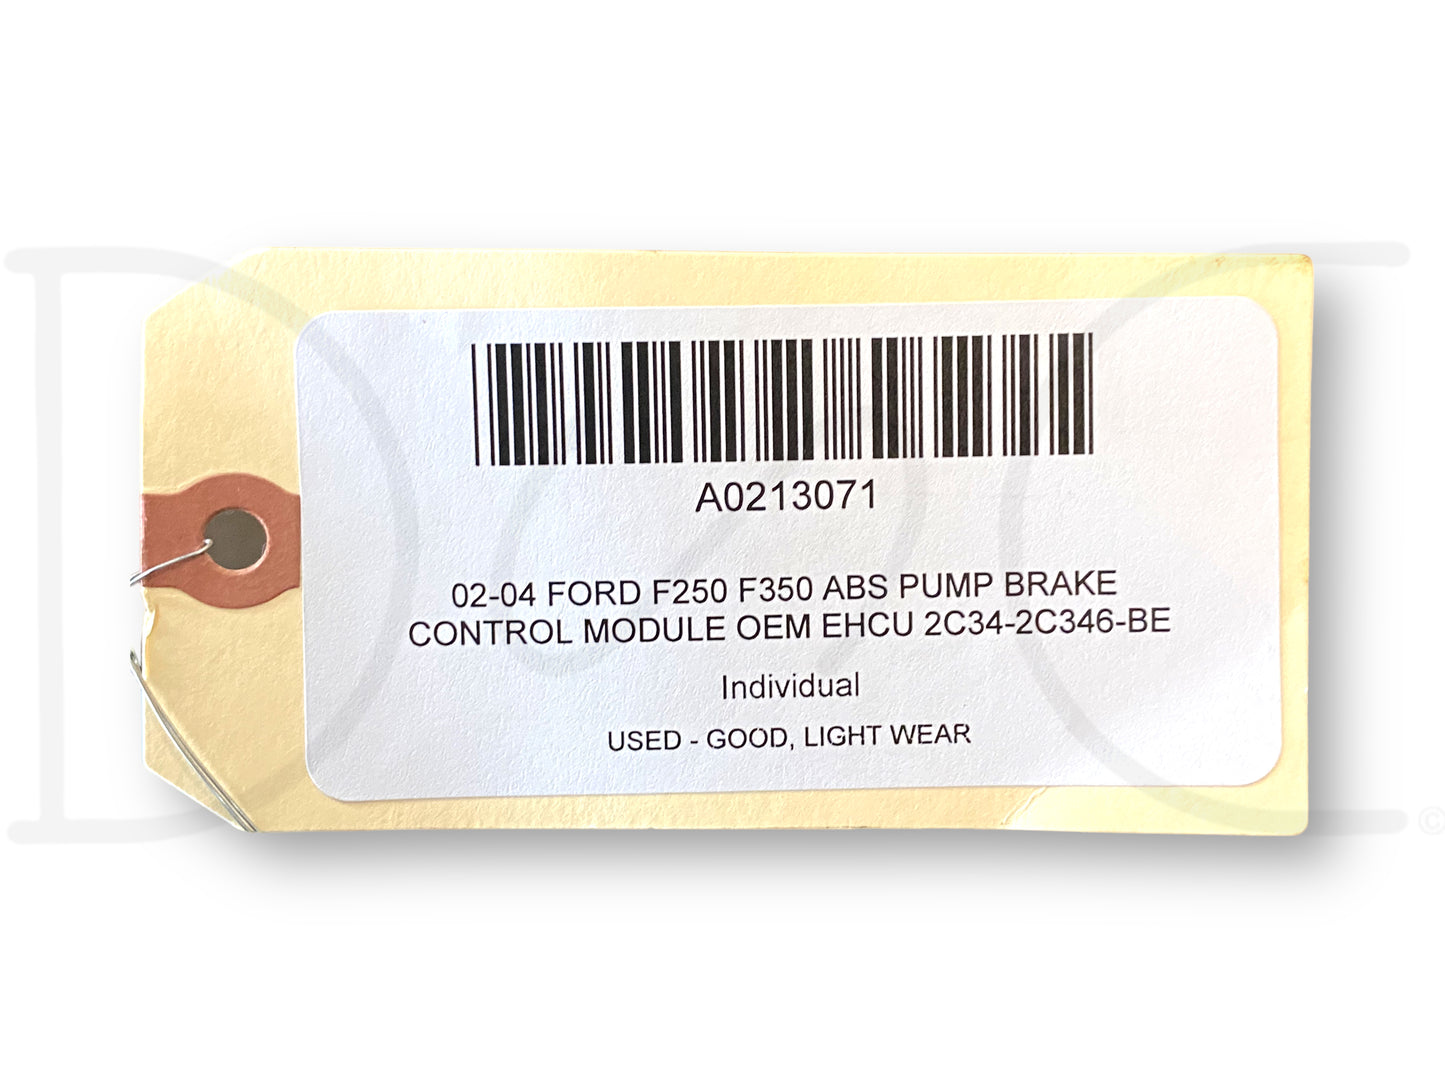 A0213071
02-04 FORD F250 F350 ABS PUMP BRAKE
CONTROL MODULE OEM EHCU 2C34-2C346-BE
Individual
USED - GOOD, LIGHT WEAR
©